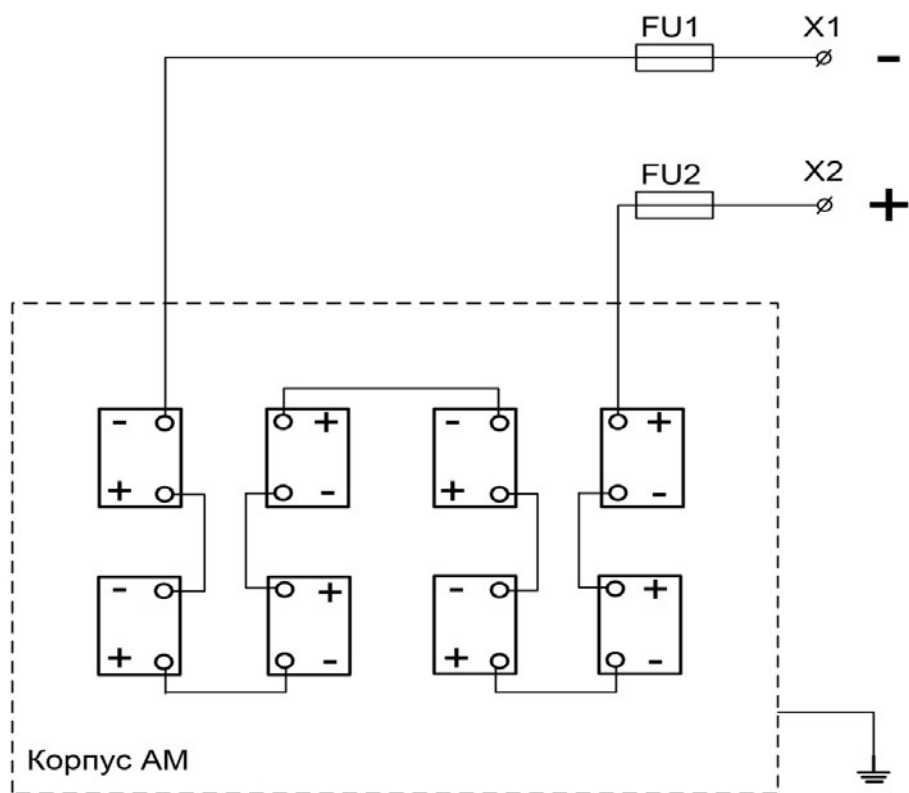 FU1 X1 -
FU2 X2 +
- + - +
+ - + -
- + - +
+ - + -
Корпус АМ